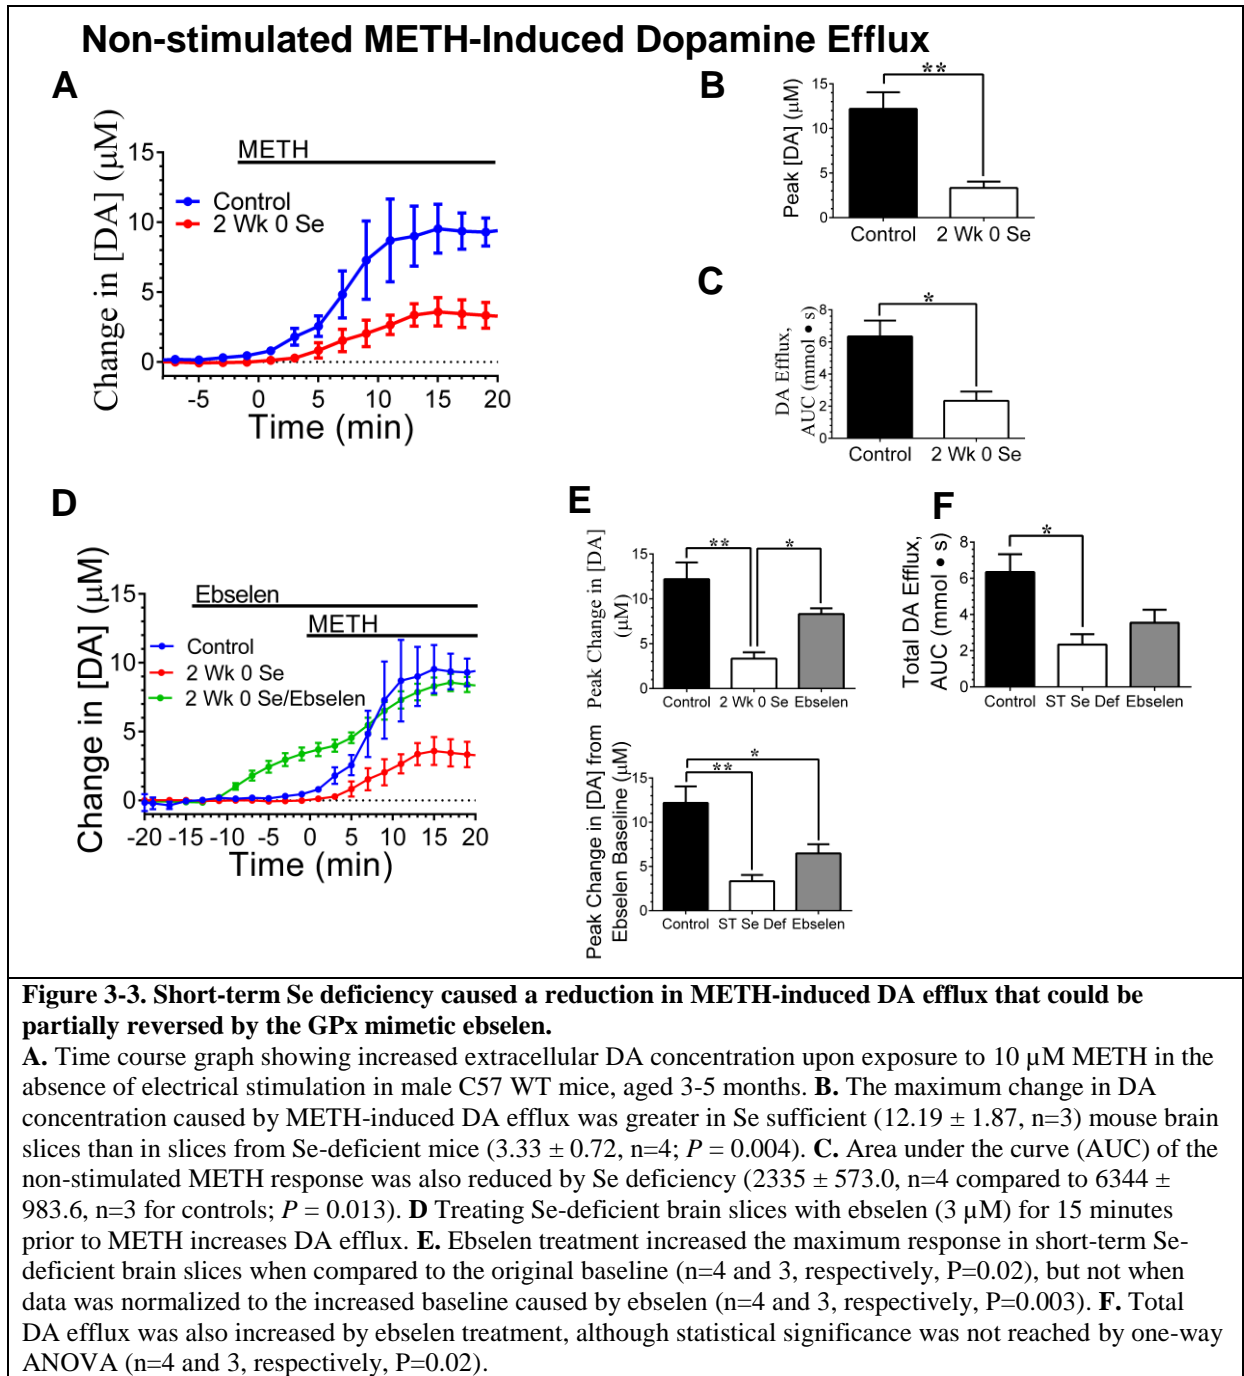 Non-stimulated METH-Induced Dopamine Efflux
A
Change in [DA] (μM)
15
10
5
0
METH
Control
2 Wk 0 Se
-5 0 5 10 15 20
Time (min)
B
Peak [DA] (μM)
15
10
5
0
**
Control 2 Wk 0 Se
C
DA Efflux,
AUC (mmol • s)
8
6
4
2
0
*
Control 2 Wk 0 Se
D
Change in [DA] (μM)
15
10
5
0
Ebselen
METH
Control
2 Wk 0 Se
2 Wk 0 Se/Ebselen
-20 -15 -10 -5 0 5 10 15 20
Time (min)
E
Peak Change in [DA]
(μM)
15
10
5
0
** *
Control 2 Wk 0 Se Ebselen
Peak Change in [DA] from
Ebselen Baseline (μM)
15
10
5
0
*
**
Control ST Se Def Ebselen
F
Total DA Efflux,
AUC (mmol • s)
8
6
4
2
0
*
Control ST Se Def Ebselen
Figure 3-3. Short-term Se deficiency caused a reduction in METH-induced DA efflux that could be
partially reversed by the GPx mimetic ebselen.
A. Time course graph showing increased extracellular DA concentration upon exposure to 10 μM METH in the
absence of electrical stimulation in male C57 WT mice, aged 3-5 months. B. The maximum change in DA
concentration caused by METH-induced DA efflux was greater in Se sufficient (12.19 ± 1.87, n=3) mouse brain
slices than in slices from Se-deficient mice (3.33 ± 0.72, n=4; P = 0.004). C. Area under the curve (AUC) of the
non-stimulated METH response was also reduced by Se deficiency (2335 ± 573.0, n=4 compared to 6344 ±
983.6, n=3 for controls; P = 0.013). D Treating Se-deficient brain slices with ebselen (3 μM) for 15 minutes
prior to METH increases DA efflux. E. Ebselen treatment increased the maximum response in short-term Se-
deficient brain slices when compared to the original baseline (n=4 and 3, respectively, P=0.02), but not when
data was normalized to the increased baseline caused by ebselen (n=4 and 3, respectively, P=0.003). F. Total
DA efflux was also increased by ebselen treatment, although statistical significance was not reached by one-way
ANOVA (n=4 and 3, respectively, P=0.02).